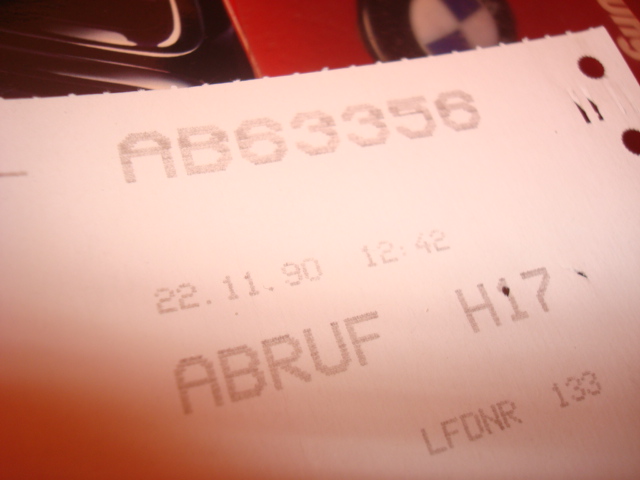 AB63356
22.11.90 12:42
ABRUF H17
LFDNR 133